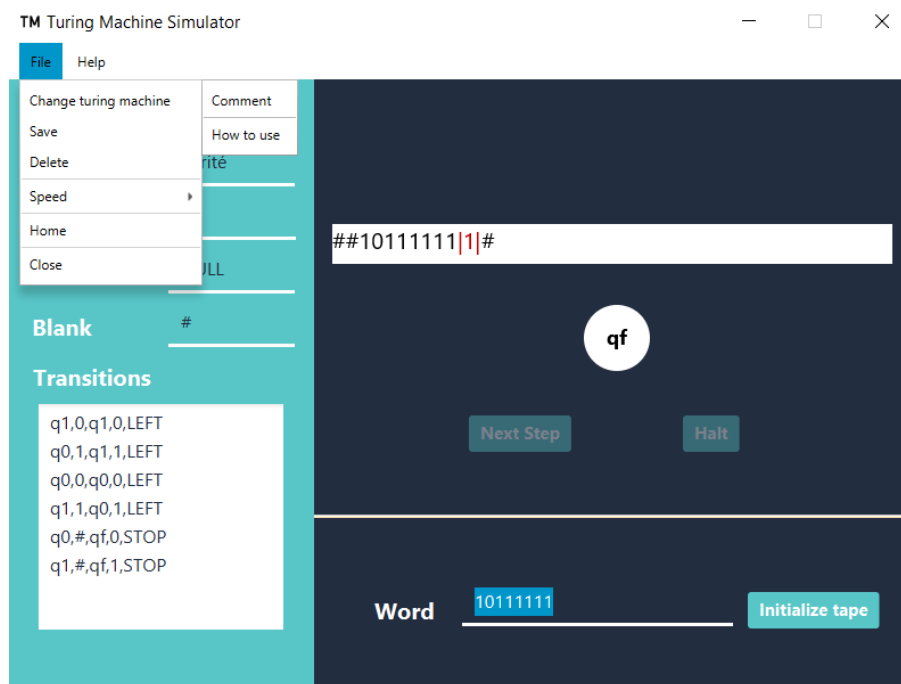 TM Turing Machine Simulator
File Help
Change turing machine
Save
Delete
Speed
Home
Close
Comment
How to use
##10111111|1|#
Blank #
Transitions
q1,0,q1,0,LEFT
q0,1,q1,1,LEFT
q0,0,q0,0,LEFT
q1,1,q0,1,LEFT
q0,#,qf,0,STOP
q1,#,qf,1,STOP
qf
Next Step Halt
Word 10111111 Initialize tape